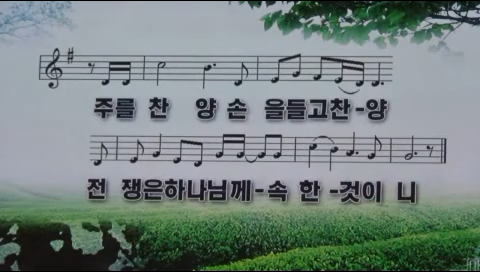 주를 찬 양 손 을들고찬-양
전 쟁은하나님께-속 한 -것이 니